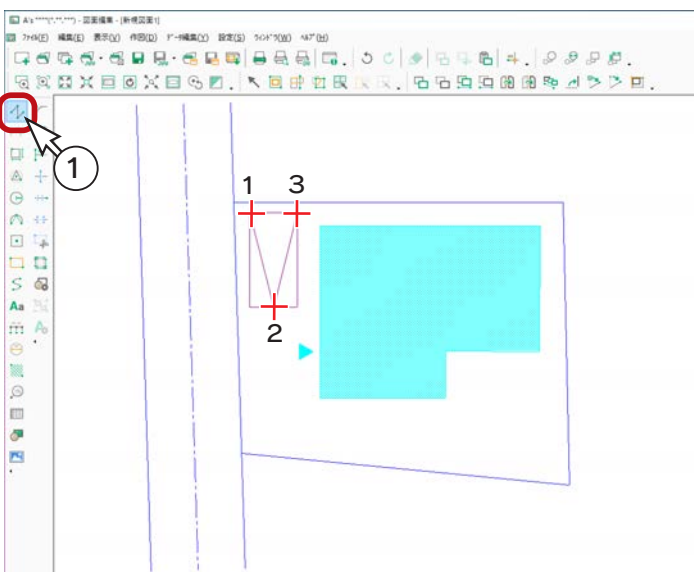 A's ****(*.**.***) - 図面編集 - [新規図面1]
ファイル(F) 編集(E) 表示(V) 作図(D) データ編集(Y) 設定(S) ウィンドウ(W) ヘルプ(H)
1
1 3
2
Aa